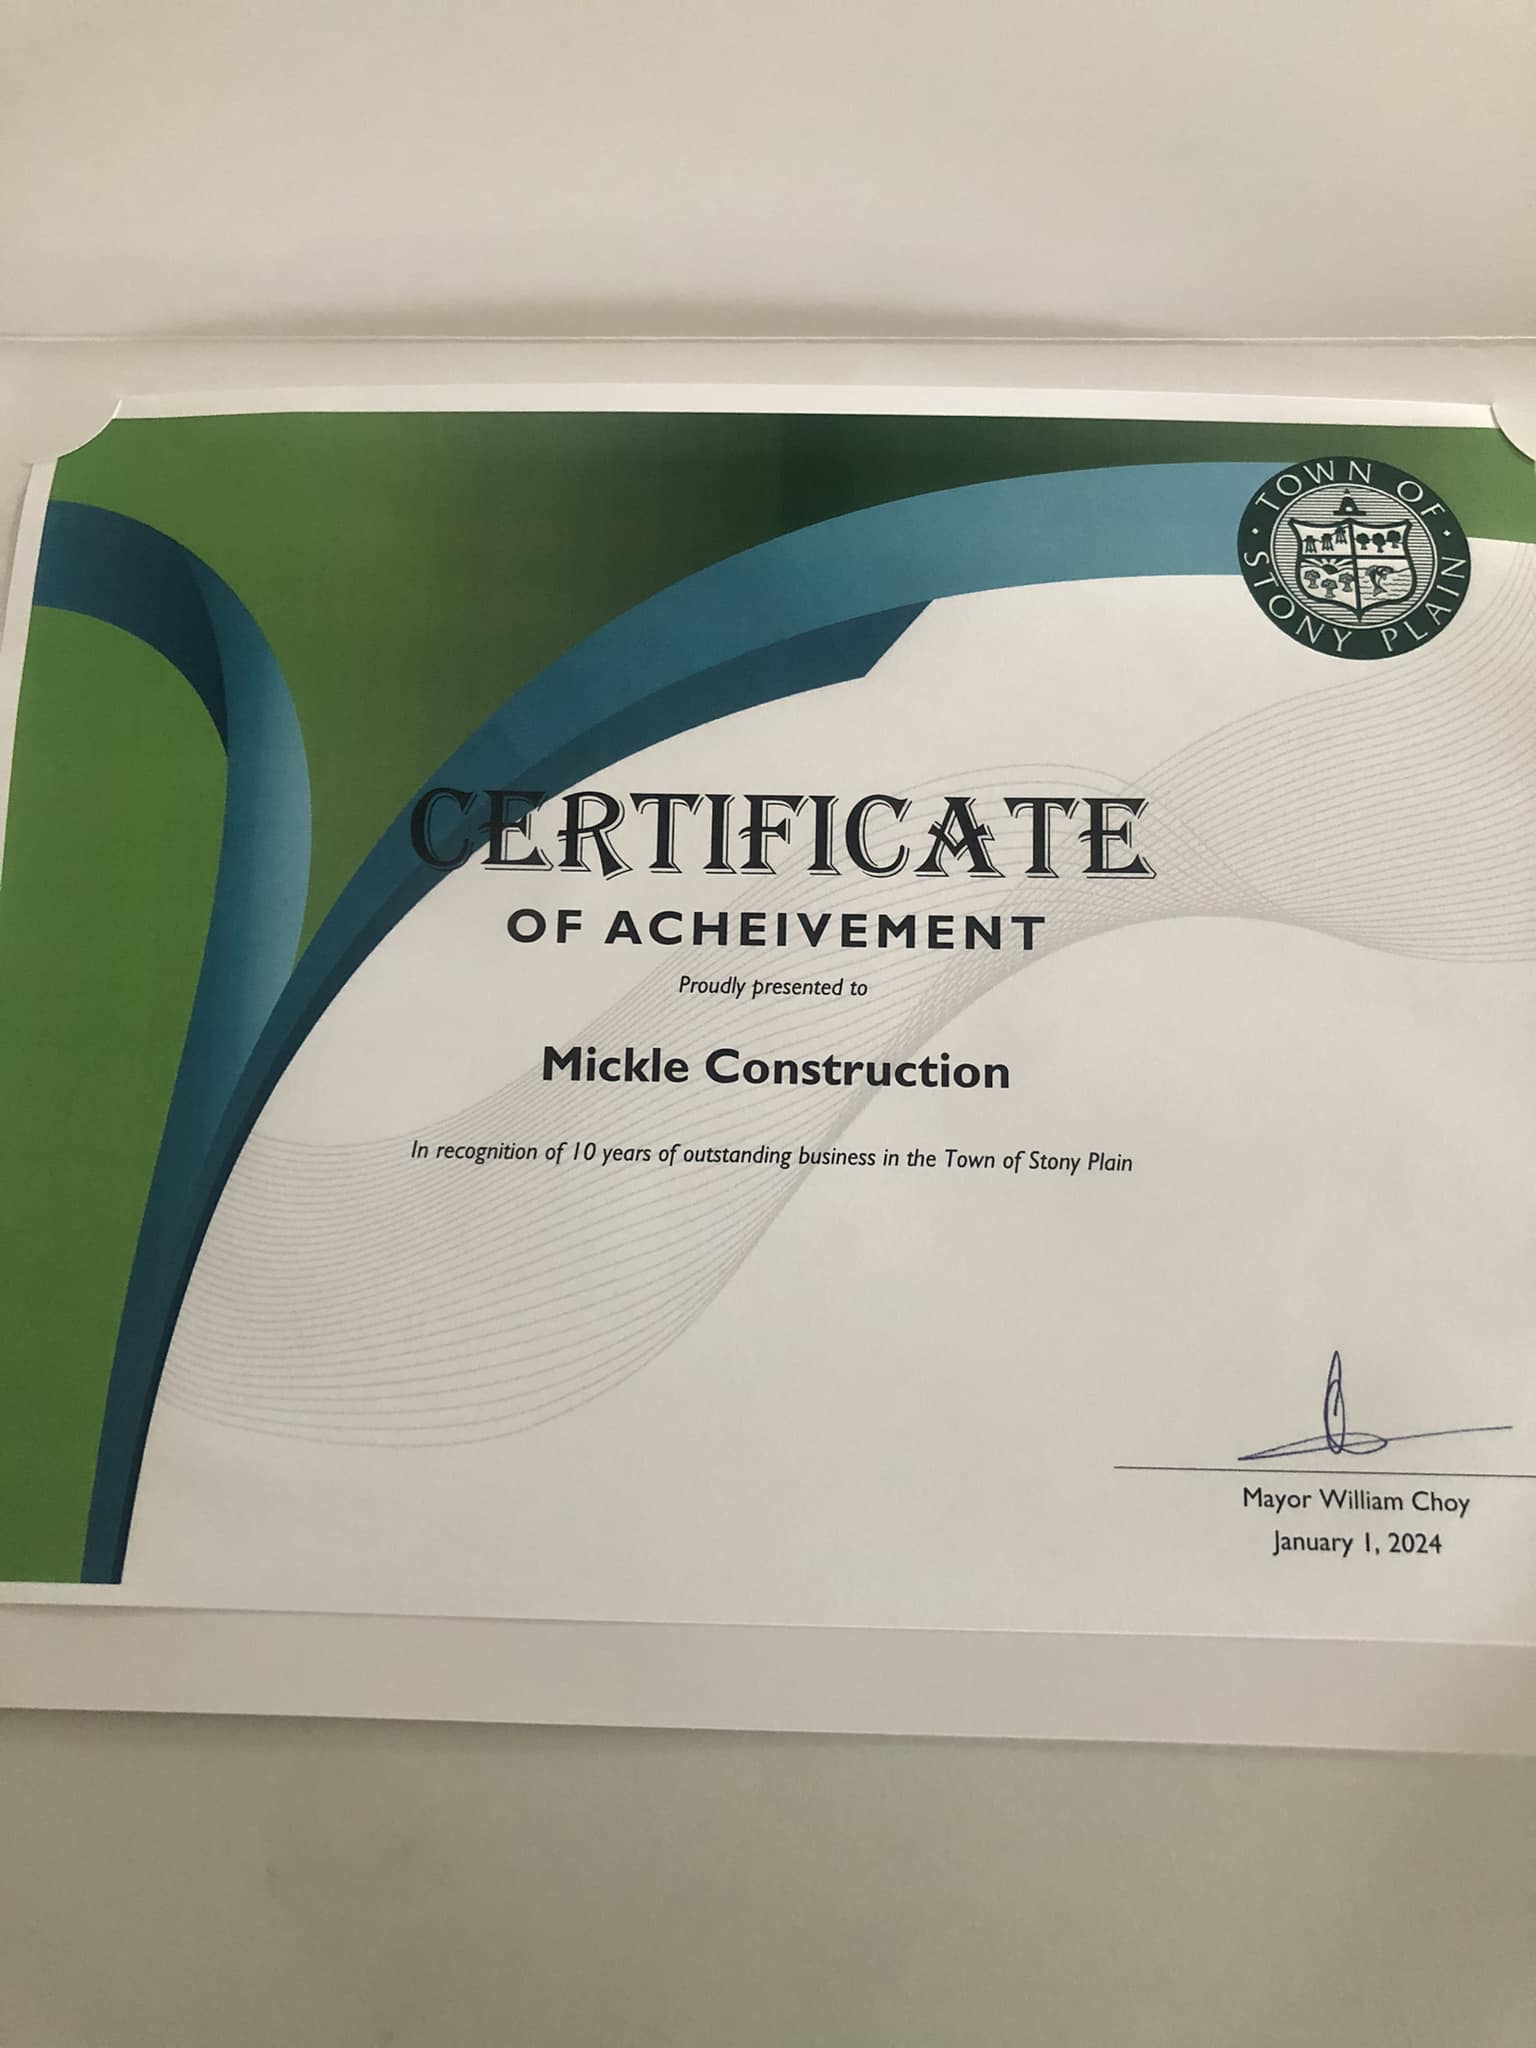 TOWN OF
STONY PLAIN
CERTIFICATE
OF ACHEIVEMENT
Proudly presented to
Mickle Construction
In recognition of 10 years of outstanding business in the Town of Stony Plain
Mayor William Choy
January 1, 2024